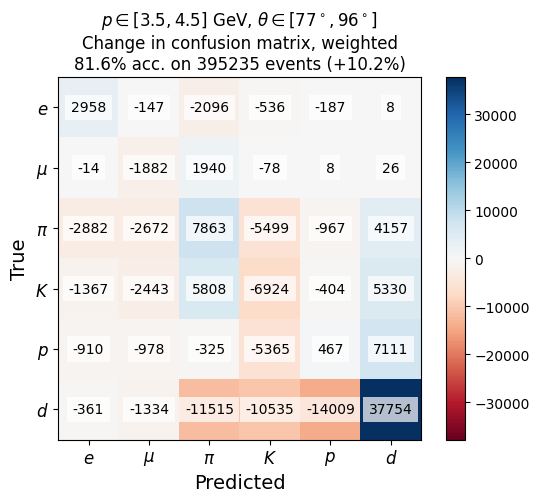 p ∈ [3.5, 4.5] GeV, θ ∈ [77°, 96°]
Change in confusion matrix, weighted
81.6% acc. on 395235 events (+10.2%)
e 2958 -147 -2096 -536 -187 8
μ -14 -1882 1940 -78 8 26
π -2882 -2672 7863 -5499 -967 4157
K -1367 -2443 5808 -6924 -404 5330
p -910 -978 -325 -5365 467 7111
d -361 -1334 -11515 -10535 -14009 37754
e μ π K p d
True
Predicted
30000
20000
10000
0
−10000
−20000
−30000